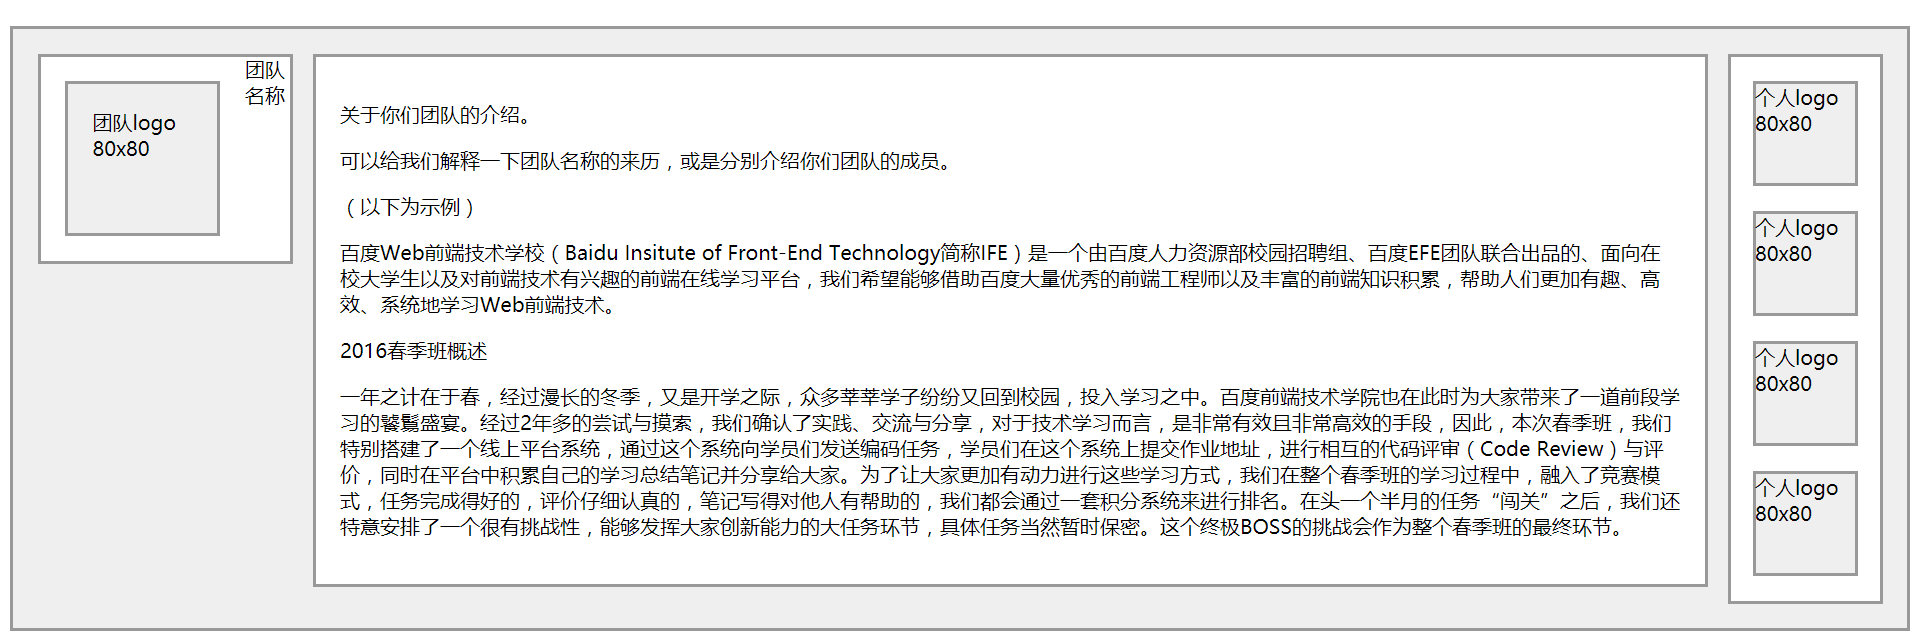 团队logo
80x80
团队
名称
关于你们团队的介绍。
可以给我们解释一下团队名称的来历，或是分别介绍你们团队的成员。
（以下为示例）
百度Web前端技术学校（Baidu Insitute of Front-End Technology简称IFE）是一个由百度人力资源部校园招聘组、百度EFE团队联合出品的、面向在
校大学生以及对前端技术有兴趣的前端在线学习平台，我们希望能够借助百度大量优秀的前端工程师以及丰富的前端知识积累，帮助人们更加有趣、高
效、系统地学习Web前端技术。
2016春季班概述
一年之计在于春，经过漫长的冬季，又是开学之际，众多莘莘学子纷纷又回到校园，投入学习之中。百度前端技术学院也在此时为大家带来了一道前段学
习的饕鬄盛宴。经过2年多的尝试与摸索，我们确认了实践、交流与分享，对于技术学习而言，是非常有效且非常高效的手段，因此，本次春季班，我们
特别搭建了一个线上平台系统，通过这个系统向学员们发送编码任务，学员们在这个系统上提交作业地址，进行相互的代码评审（Code Review）与评
价，同时在平台中积累自己的学习总结笔记并分享给大家。为了让大家更加有动力进行这些学习方式，我们在整个春季班的学习过程中，融入了竞赛模
式，任务完成得好的，评价仔细认真的，笔记写得对他人有帮助的，我们都会通过一套积分系统来进行排名。在头一个半月的任务“闯关”之后，我们还
特意安排了一个很有挑战性，能够发挥大家创新能力的大任务环节，具体任务当然暂时保密。这个终极BOSS的挑战会作为整个春季班的最终环节。
个人logo
80x80
个人logo
80x80
个人logo
80x80
个人logo
80x80